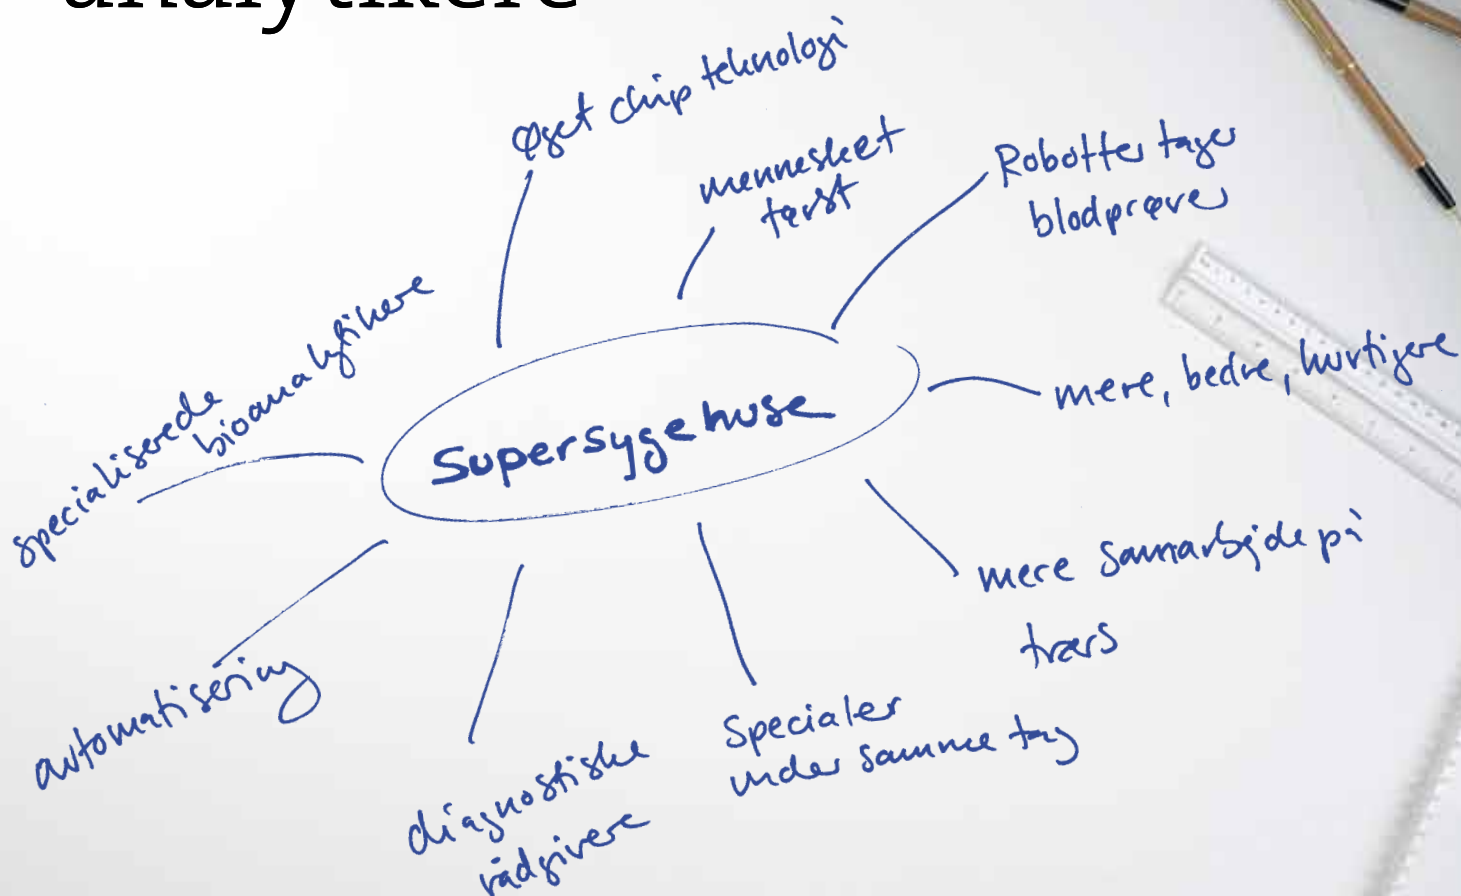 analytikere
Øget chip teknologi
mennesket
først
Robotter tager
blodprøver
mere, bedre, hurtigere
specialiserede
bioanalytikere
Supersygehuse
mere samarbejde på
tværs
automatisering
Specialer
under samme tag
diagnostiske
rådgivere